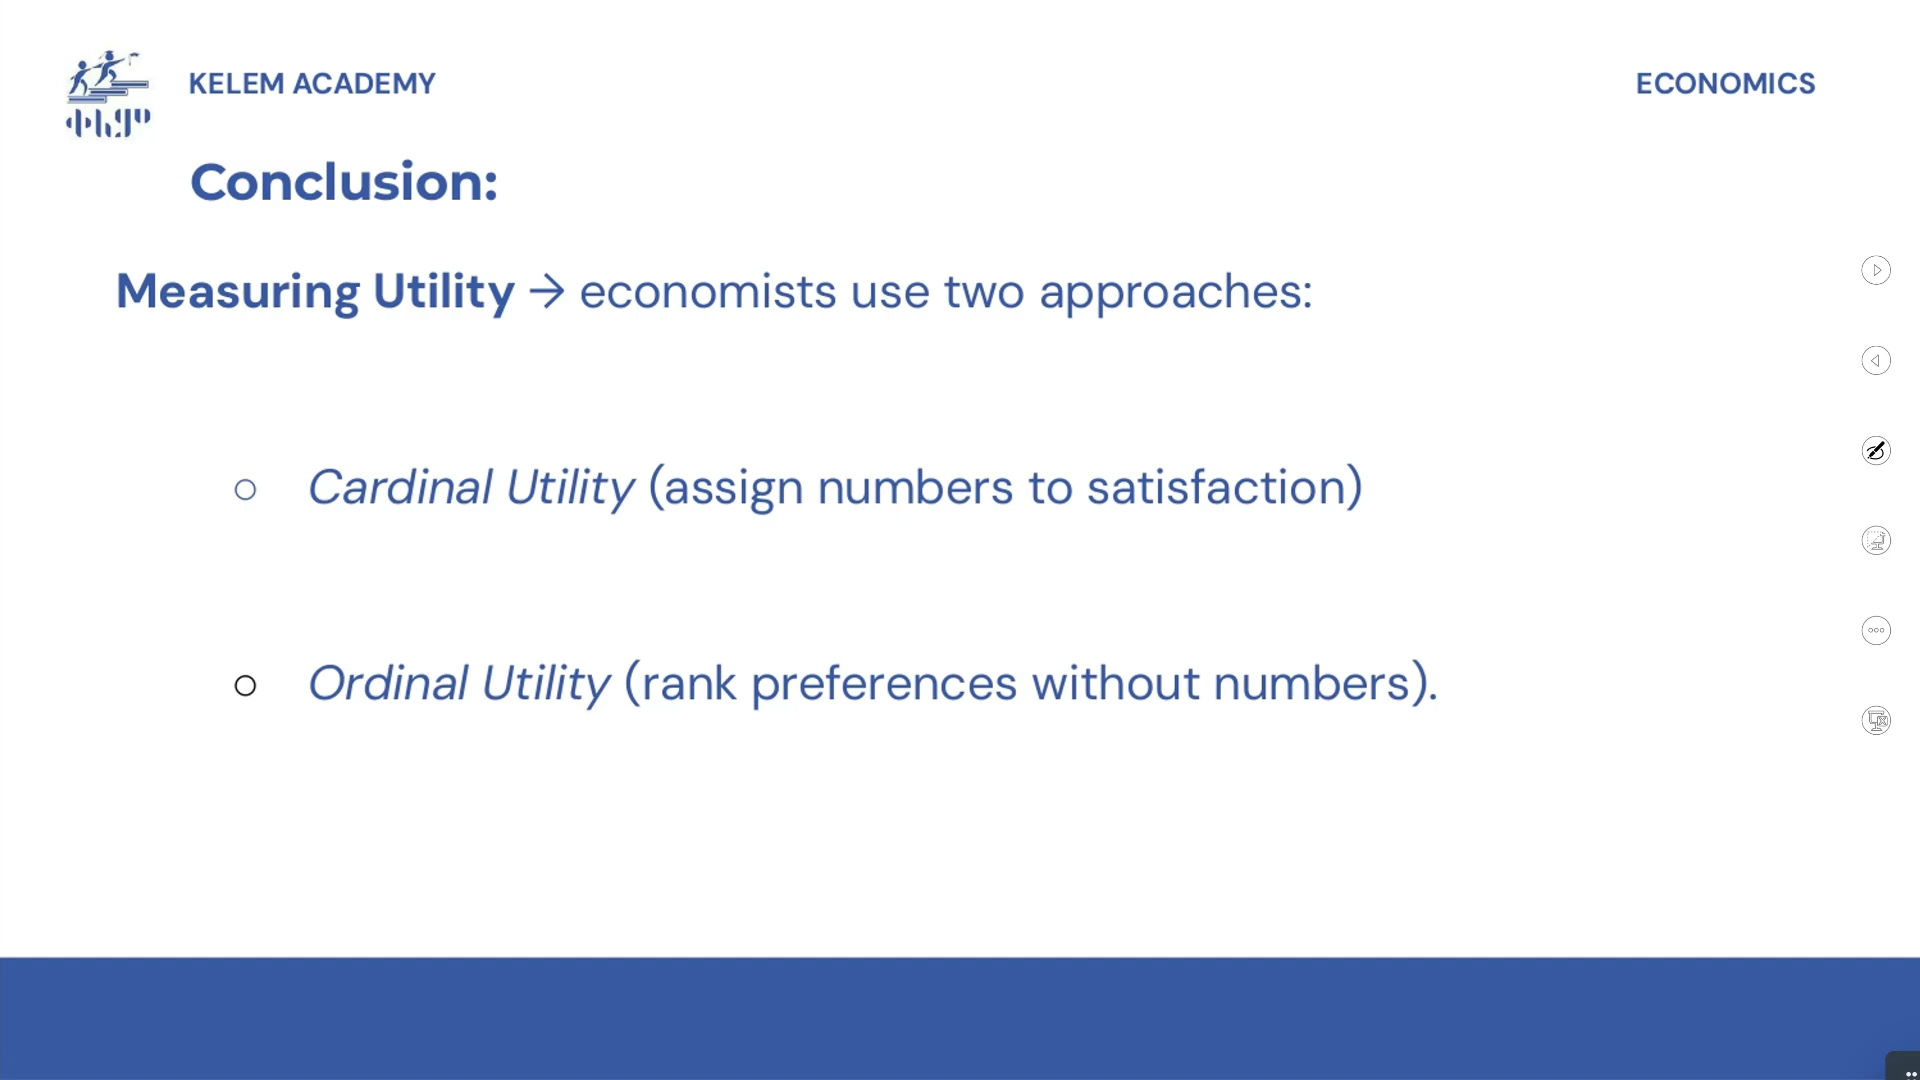 ቀለም
KELEM ACADEMY
ECONOMICS
Conclusion:
Measuring Utility → economists use two approaches:
○ Cardinal Utility (assign numbers to satisfaction)
○ Ordinal Utility (rank preferences without numbers).